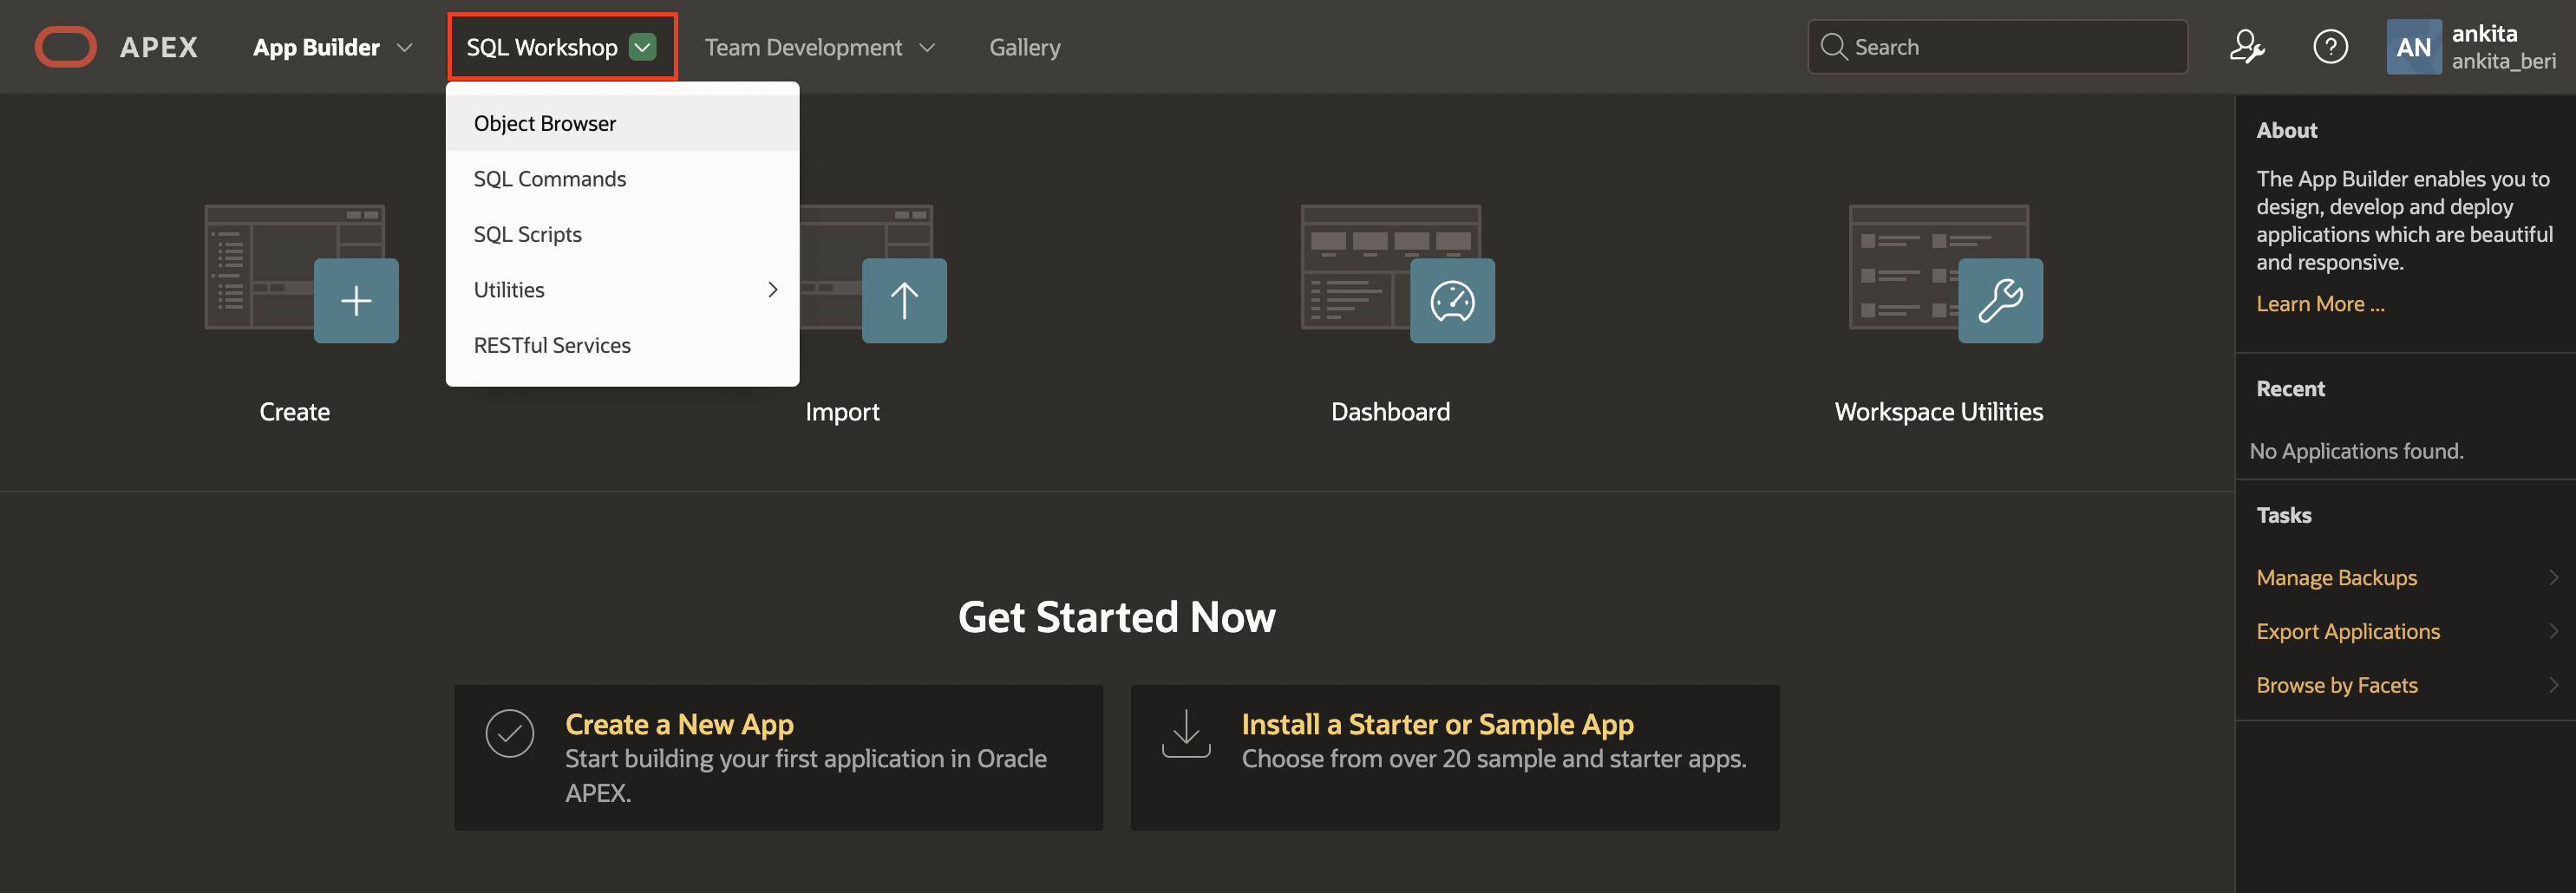 APEX App Builder SQL Workshop Team Development Gallery Search AN ankita
ankita_beri
Object Browser
SQL Commands
SQL Scripts
Utilities
RESTful Services
Create
Import
Dashboard
Workspace Utilities
Get Started Now
Create a New App
Start building your first application in Oracle
APEX.
Install a Starter or Sample App
Choose from over 20 sample and starter apps.
About
The App Builder enables you to
design, develop and deploy
applications which are beautiful
and responsive.
Learn More ...
Recent
No Applications found.
Tasks
Manage Backups
Export Applications
Browse by Facets